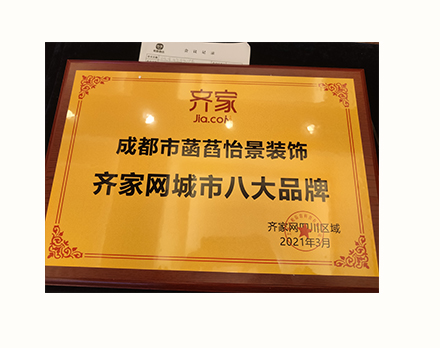 齐家
Jia.com
成都市菡萏怡景装饰
齐家网城市八大品牌
齐家网四川区域
2021年3月